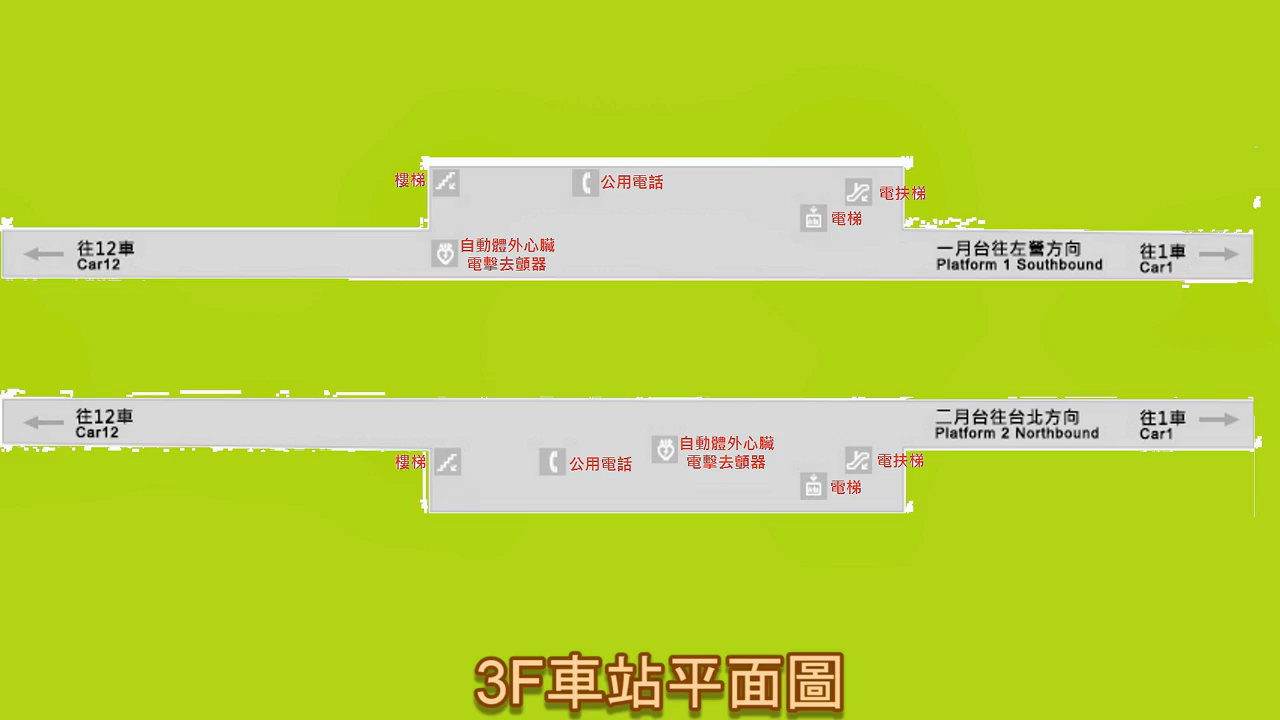 樓梯
公用電話
電扶梯
電梯
往12車
Car12
自動體外心臟
電擊去顫器
一月台往左營方向
Platform 1 Southbound
往1車
Car1
往12車
Car12
二月台往台北方向
Platform 2 Northbound
往1車
Car1
樓梯
公用電話
自動體外心臟
電擊去顫器
電扶梯
電梯
3F車站平面圖